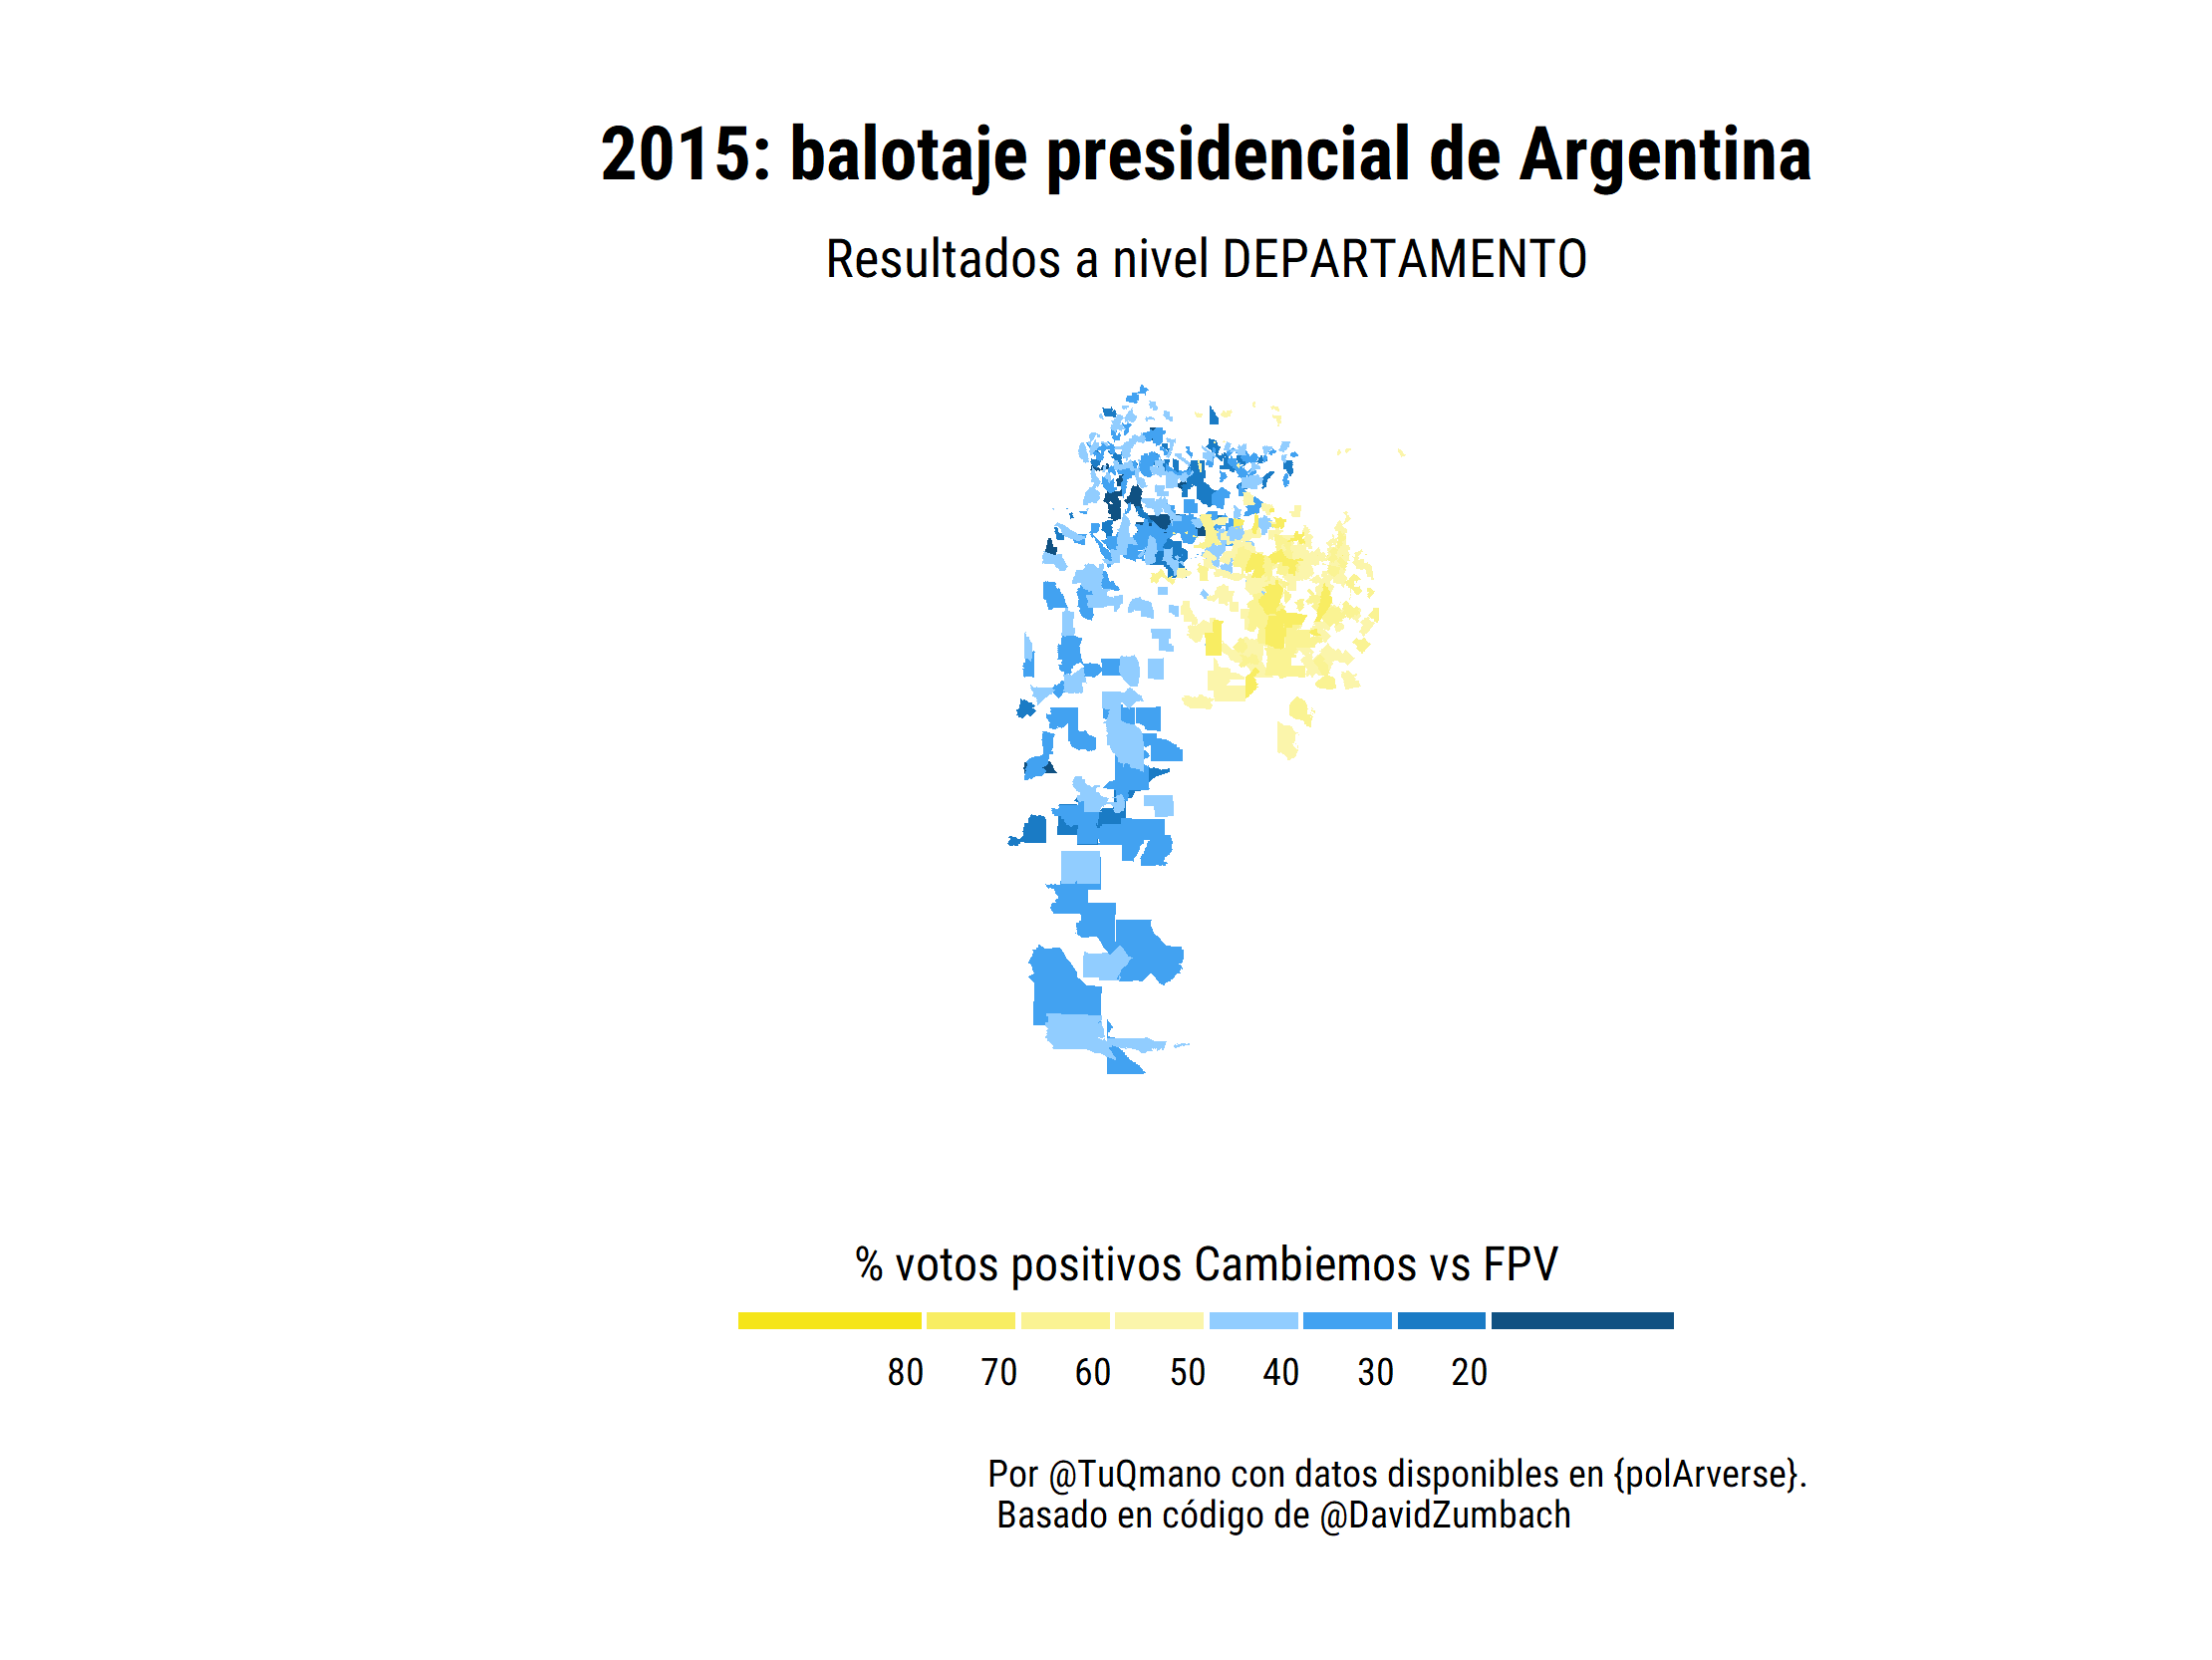 2015: balotaje presidencial de Argentina
Resultados a nivel DEPARTAMENTO
% votos positivos Cambiemos vs FPV
80 70 60 50 40 30 20
Por @TuQmano con datos disponibles en {polArverse}.
Basado en código de @DavidZumbach